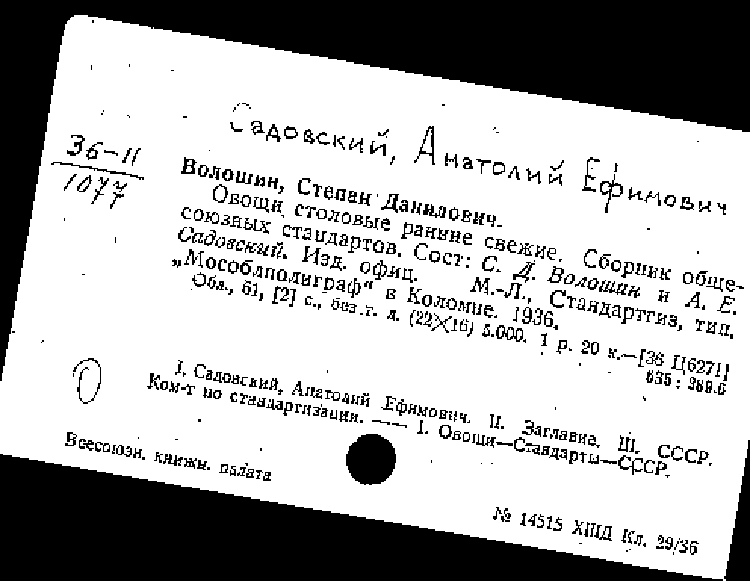 Садовский, Анатолий Ефимович
36-11
1077
Волошин, Степан Данилович.
Овощи столовые ранние свежие. Сборник обще-
союзных стандартов. Сост: С. Д. Волошин и А. Е.
Садовский. Изд. офиц. М.-Л., Стандартгиз, тип.
„Мособлполиграф“ в Коломне. 1936.
Обл., 61, [2] с., без т. л. (22×16) 5.000. 1 р. 20 к.—[36 Ц6271]
635 : 389.6
I. Садовский, Анатолий Ефимович. II. Заглавие. III. СССР.
Ком-т по стандартизации. —— 1. Овощи—Стандарты—СССР.
Всесоюзн. книжн. палата
№ 14515 ХПД Кл. 29/36